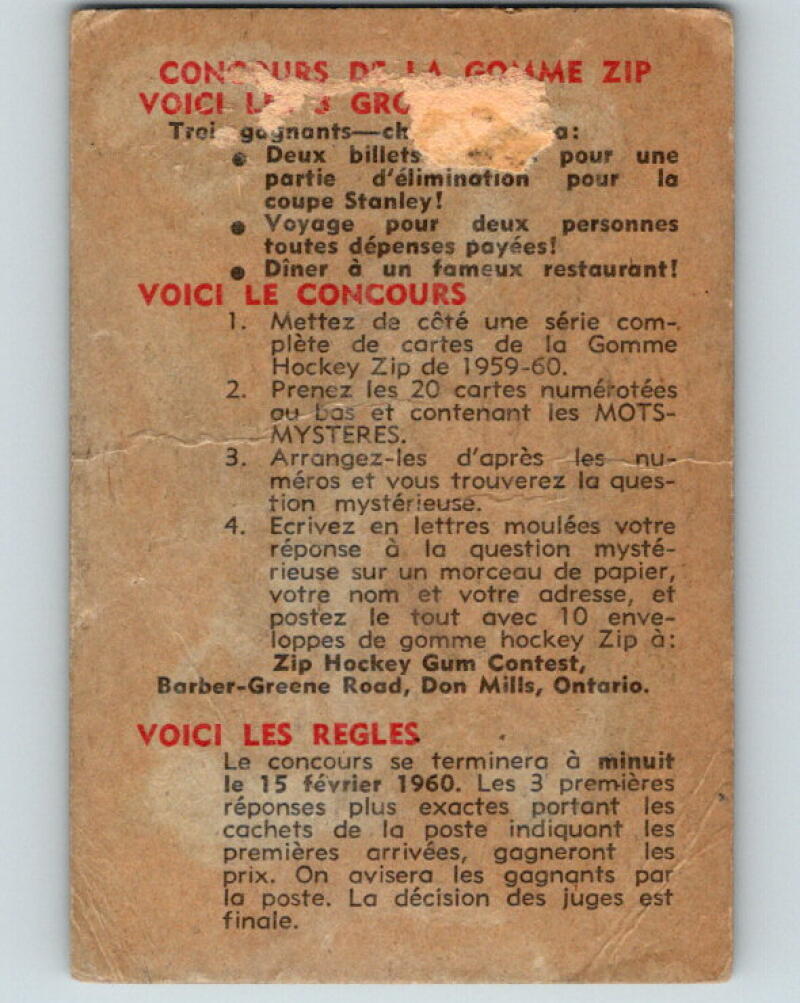 CONCOURS DE LA GOMME ZIP
VOICI LES 3 GRO
Troi gagnants—ch a:
● Deux billets pour une
partie d'élimination pour la
coupe Stanley!
● Voyage pour deux personnes
toutes dépenses payées!
● Dîner à un fameux restaurant!
VOICI LE CONCOURS
1. Mettez de côté une série com-
plète de cartes de la Gomme
Hockey Zip de 1959-60.
2. Prenez les 20 cartes numérotées
au bas et contenant les MOTS-
MYSTERES.
3. Arrangez-les d'après les nu-
méros et vous trouverez la ques-
tion mystérieuse.
4. Ecrivez en lettres moulées votre
réponse à la question mysté-
rieuse sur un morceau de papier,
votre nom et votre adresse, et
postez le tout avec 10 enve-
loppes de gomme hockey Zip à:
Zip Hockey Gum Contest,
Barber-Greene Road, Don Mills, Ontario.
VOICI LES REGLES
Le concours se terminera à minuit
le 15 février 1960. Les 3 premières
réponses plus exactes portant les
cachets de la poste indiquant les
premières arrivées, gagneront les
prix. On avisera les gagnants par
la poste. La décision des juges est
finale.